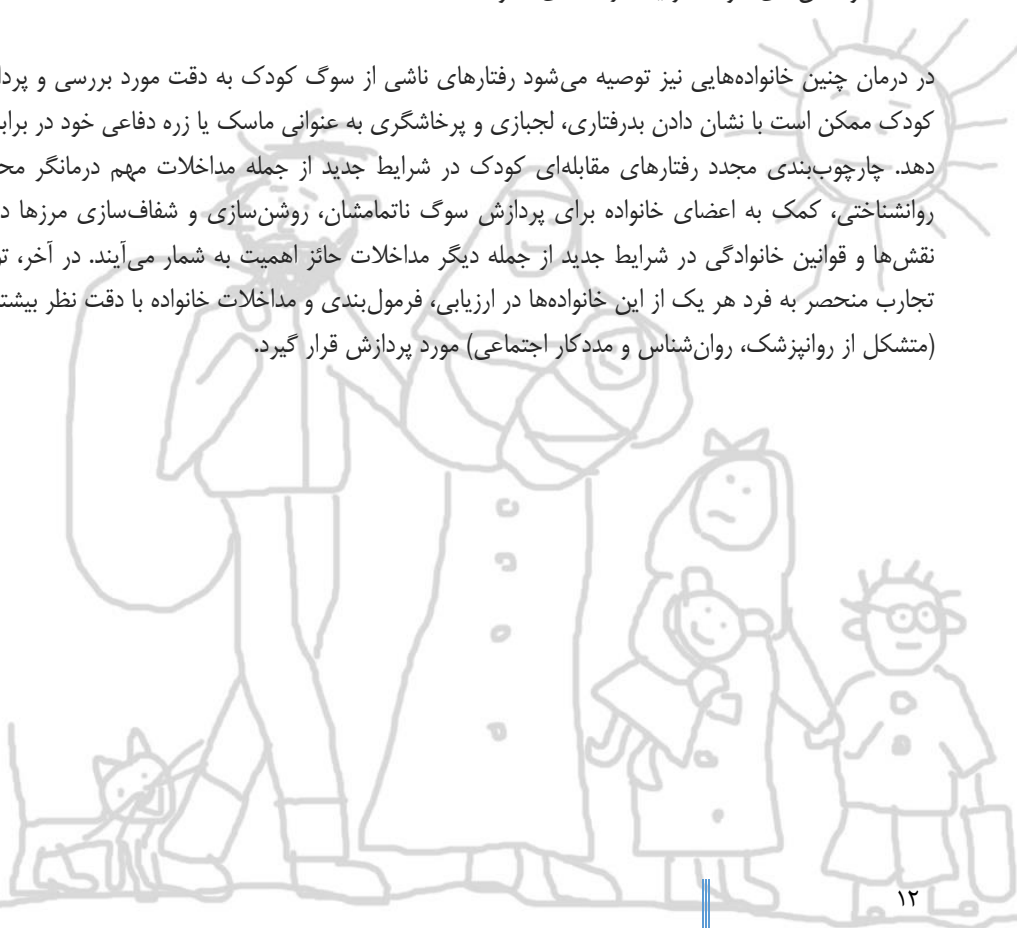 در درمان چنین خانواده‌هایی نیز توصیه می‌شود رفتارهای ناشی از سوگ کودک به دقت مورد بررسی و
کودک ممکن است با نشان دادن بدرفتاری، لجبازی و پرخاشگری به عنوانی ماسک یا زره دفاعی خود در
دهد. چارچوب‌بندی مجدد رفتارهای مقابله‌ای کودک در شرایط جدید از جمله مداخلات مهم درمانگر
روانشناختی، کمک به اعضای خانواده برای پردازش سوگ ناتمامشان، روشن‌سازی و شفاف‌سازی مرزها
نقش‌ها و قوانین خانوادگی در شرایط جدید از جمله دیگر مداخلات حائز اهمیت به شمار می‌آیند. در آخر،
تجارب منحصر به فرد هر یک از این خانواده‌ها در ارزیابی، فرمول‌بندی و مداخلات خانواده با دقت نظر
(متشکل از روانپزشک، روان‌شناس و مددکار اجتماعی) مورد پردازش قرار گیرد.
۱۲